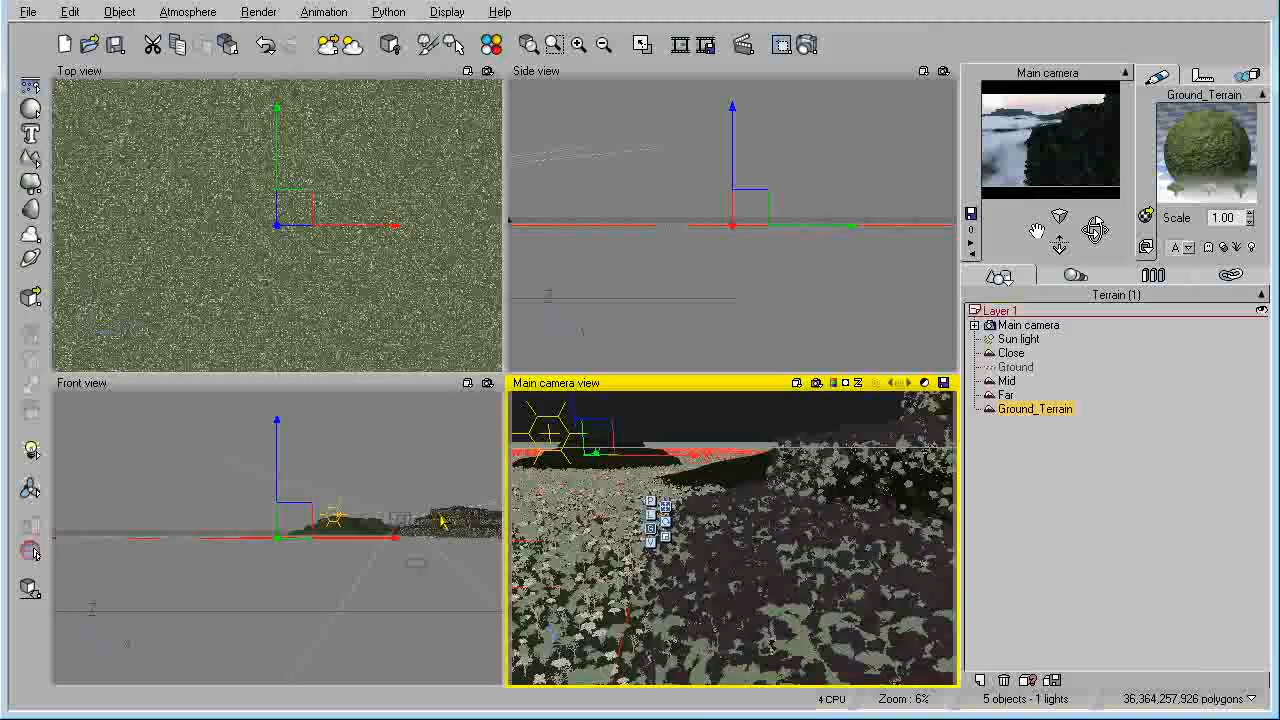 File Edit Object Atmosphere Render Animation Python Display Help
Top view
Side view
Main camera
Ground_Terrain
Scale 1.00
0
A
Terrain (1)
Layer 1
Main camera
Sun light
Close
Ground
Mid
Far
Ground_Terrain
Front view
Main camera view
4 CPU Zoom : 6% 5 objects - 1 lights 36,364,257,926 polygons